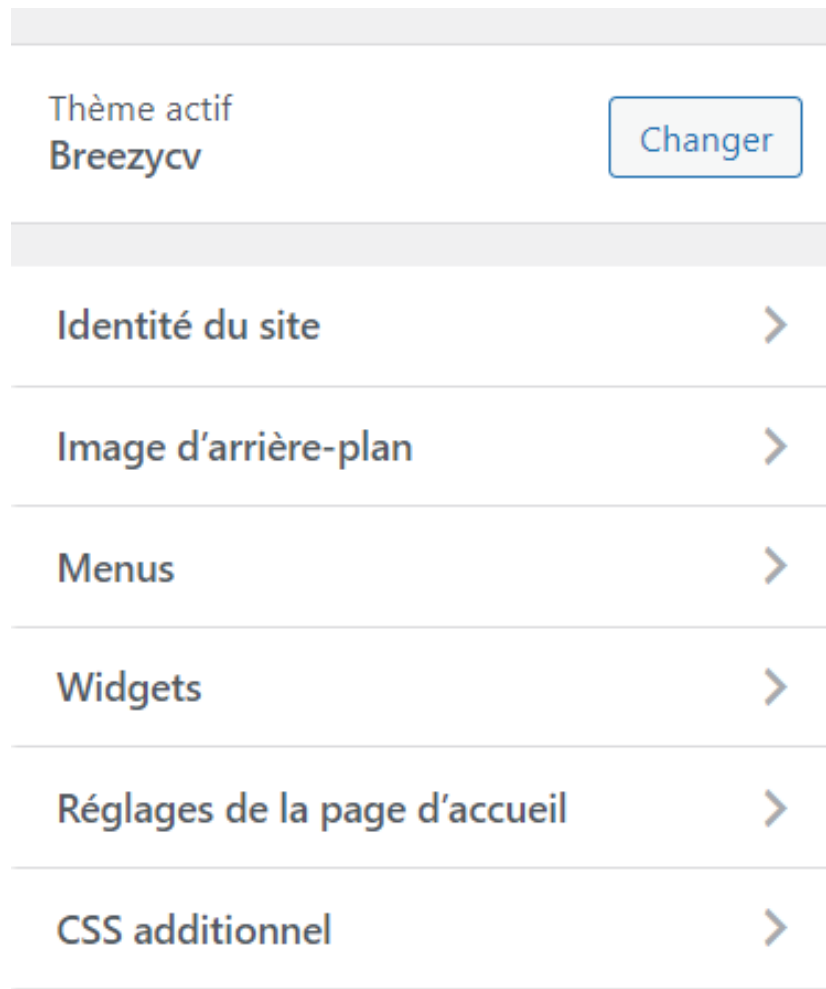 Thème actif
Breezycv
Changer
Identité du site
Image d’arrière-plan
Menus
Widgets
Réglages de la page d’accueil
CSS additionnel